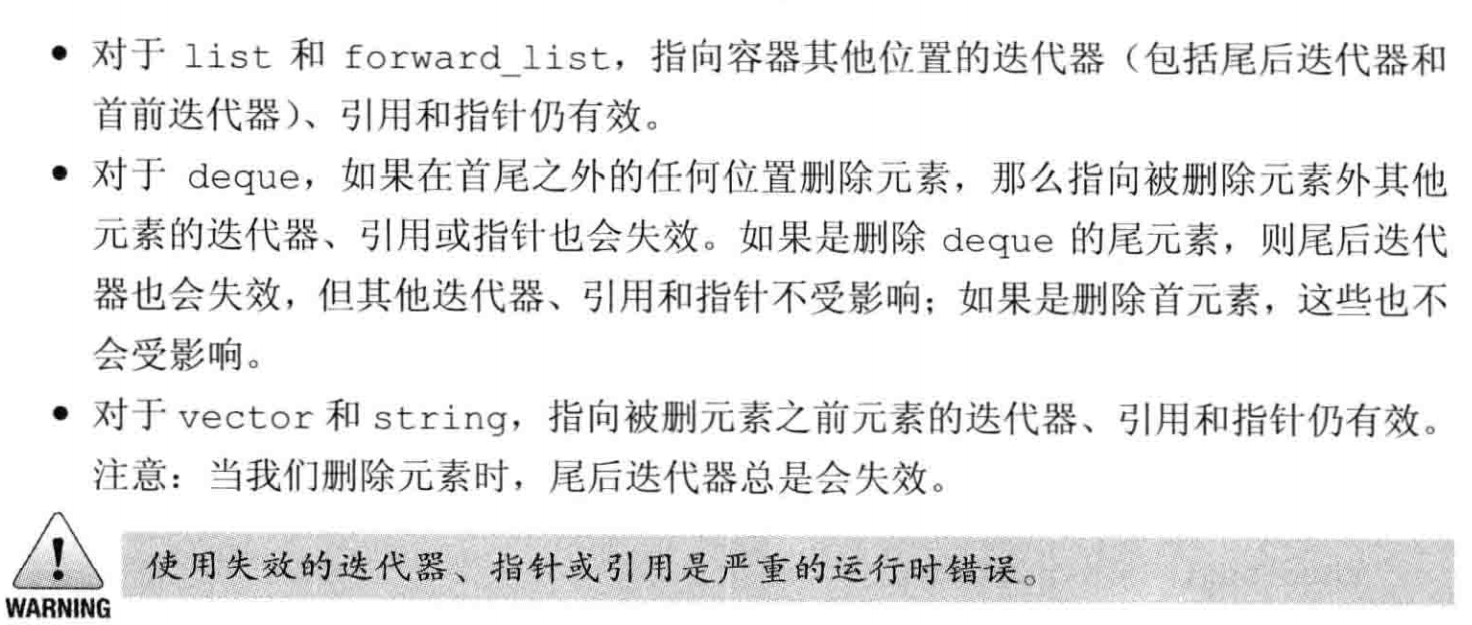 • 对于 list 和 forward_list，指向容器其他位置的迭代器（包括尾后迭代器和
首前迭代器）、引用和指针仍有效。
• 对于 deque，如果在首尾之外的任何位置删除元素，那么指向被删除元素外其他
元素的迭代器、引用或指针也会失效。如果是删除 deque 的尾元素，则尾后迭代
器也会失效，但其他迭代器、引用和指针不受影响；如果是删除首元素，这些也不
会受影响。
• 对于 vector 和 string，指向被删元素之前元素的迭代器、引用和指针仍有效。
注意：当我们删除元素时，尾后迭代器总是会失效。
使用失效的迭代器、指针或引用是严重的运行时错误。
WARNING